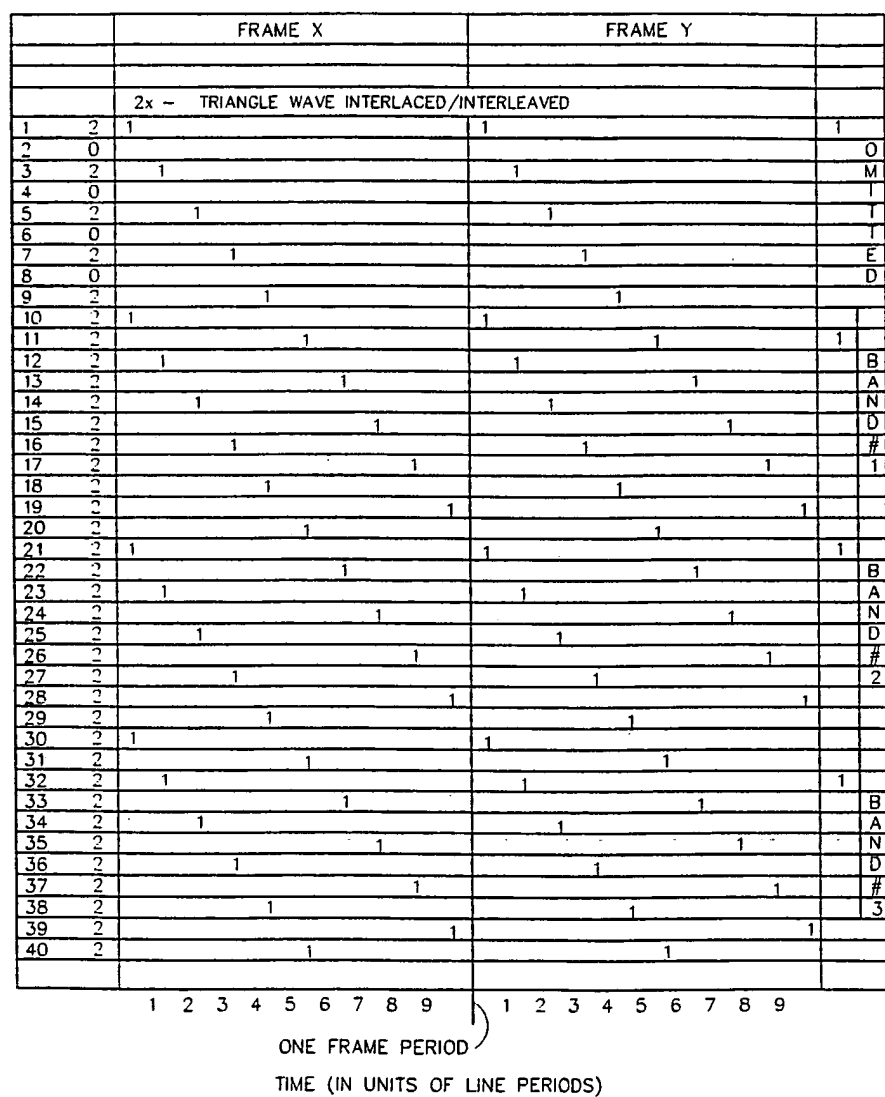 FRAME X FRAME Y
2x – TRIANGLE WAVE INTERLACED/INTERLEAVED
1 2 1 1 1
2 0 O
3 2 1 1 M
4 0 I
5 2 1 1 T
6 0 T
7 2 1 1 E
8 0 D
9 2 1 1
10 2 1 1
11 2 1 1 1
12 2 1 1 B
13 2 1 1 A
14 2 1 1 N
15 2 1 1 D
16 2 1 1 #
17 2 1 1 1
18 2 1 1
19 2 1 1
20 2 1 1
21 2 1 1 1
22 2 1 1 B
23 2 1 1 A
24 2 1 1 N
25 2 1 1 D
26 2 1 1 #
27 2 1 1 2
28 2 1 1
29 2 1 1
30 2 1 1
31 2 1 1
32 2 1 1 1
33 2 1 1 B
34 2 1 1 A
35 2 1 1 N
36 2 1 1 D
37 2 1 1 #
38 2 1 1 3
39 2 1 1
40 2 1 1
1 2 3 4 5 6 7 8 9 1 2 3 4 5 6 7 8 9
ONE FRAME PERIOD
TIME (IN UNITS OF LINE PERIODS)